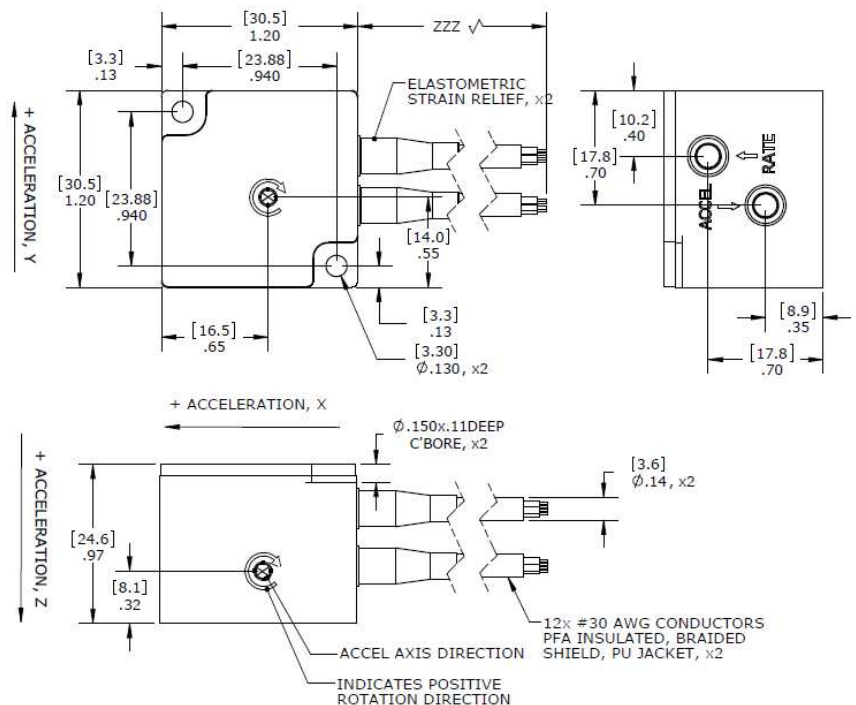 [30.5]
1.20
ZZZ √
[3.3]
.13
[23.88]
.940
ELASTOMETRIC
STRAIN RELIEF, x2
+ ACCELERATION, Y
[30.5]
1.20
[23.88]
.940
[14.0]
.55
[16.5]
.65
[3.3]
.13
[3.30]
Ø.130, x2
[10.2]
.40
[17.8]
.70
RATE
ACCEL
[8.9]
.35
[17.8]
.70
+ ACCELERATION, X
Ø.150x.11DEEP
C'BORE, x2
[3.6]
Ø.14, x2
+ ACCELERATION, Z
[24.6]
.97
[8.1]
.32
12x #30 AWG CONDUCTORS
PFA INSULATED, BRAIDED
SHIELD, PU JACKET, x2
ACCEL AXIS DIRECTION
INDICATES POSITIVE
ROTATION DIRECTION